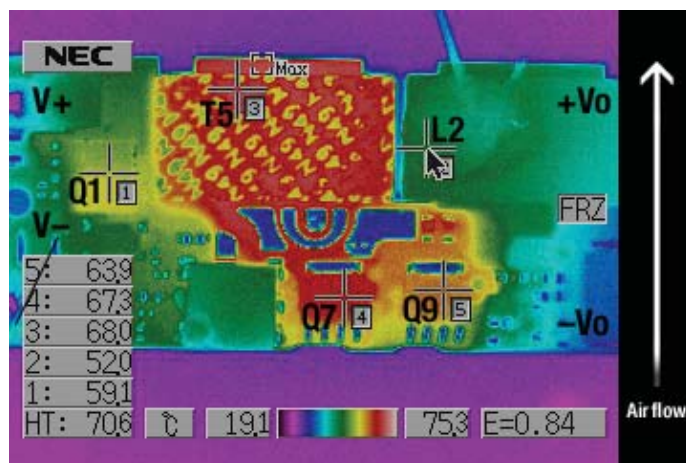 NEC
Max
V+
T5
3
+Vo
L2
Q1
1
FRZ
V-
5: 63.9
4: 67.3
3: 68.0
2: 52.0
1: 59.1
Q7
4
Q9
5
-Vo
HT: 70.6
℃
19.1
75.3
E=0.84
Airflow